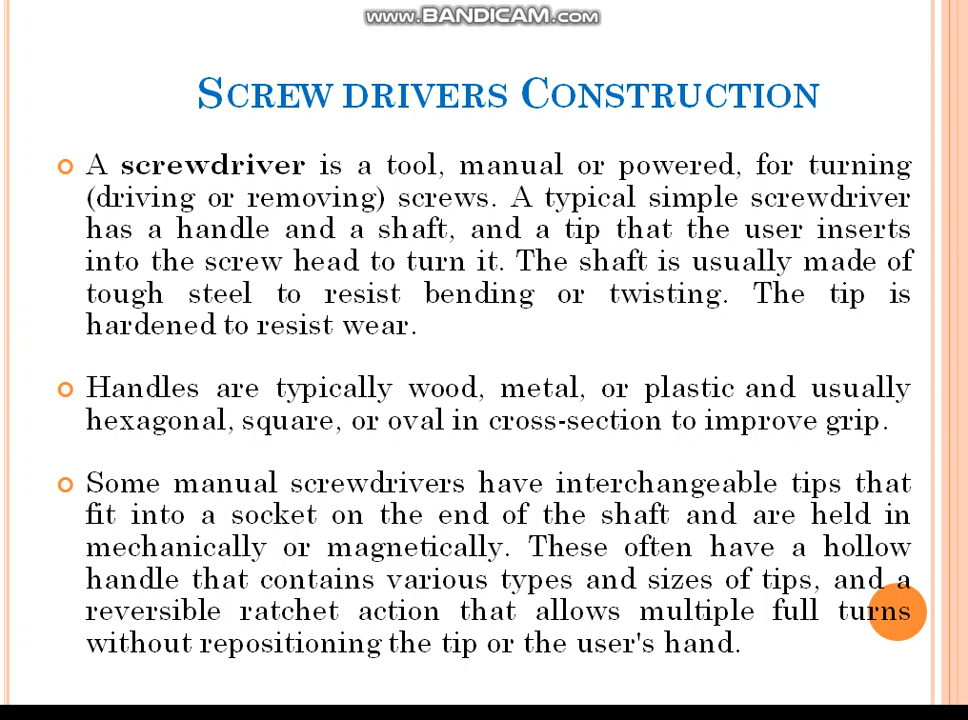 WWW.BANDICAM.COM
SCREW DRIVERS CONSTRUCTION
A screwdriver is a tool, manual or powered, for turning
(driving or removing) screws. A typical simple screwdriver
has a handle and a shaft, and a tip that the user inserts
into the screw head to turn it. The shaft is usually made of
tough steel to resist bending or twisting. The tip is
hardened to resist wear.
Handles are typically wood, metal, or plastic and usually
hexagonal, square, or oval in cross-section to improve grip.
Some manual screwdrivers have interchangeable tips that
fit into a socket on the end of the shaft and are held in
mechanically or magnetically. These often have a hollow
handle that contains various types and sizes of tips, and a
reversible ratchet action that allows multiple full turns
without repositioning the tip or the user's hand.